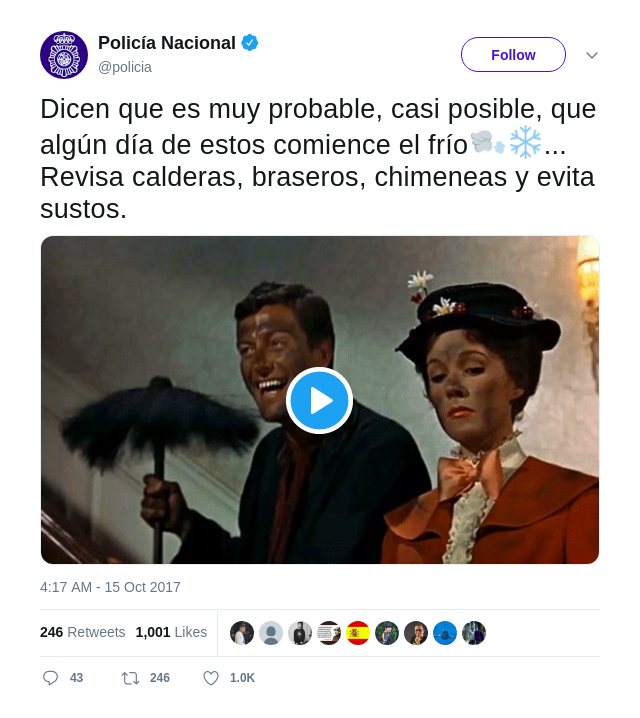 Policía Nacional
@policia
Follow
Dicen que es muy probable, casi posible, que
algún día de estos comience el frío🌬️❄️...
Revisa calderas, braseros, chimeneas y evita
sustos.
4:17 AM - 15 Oct 2017
246 Retweets 1,001 Likes
43 246 1.0K